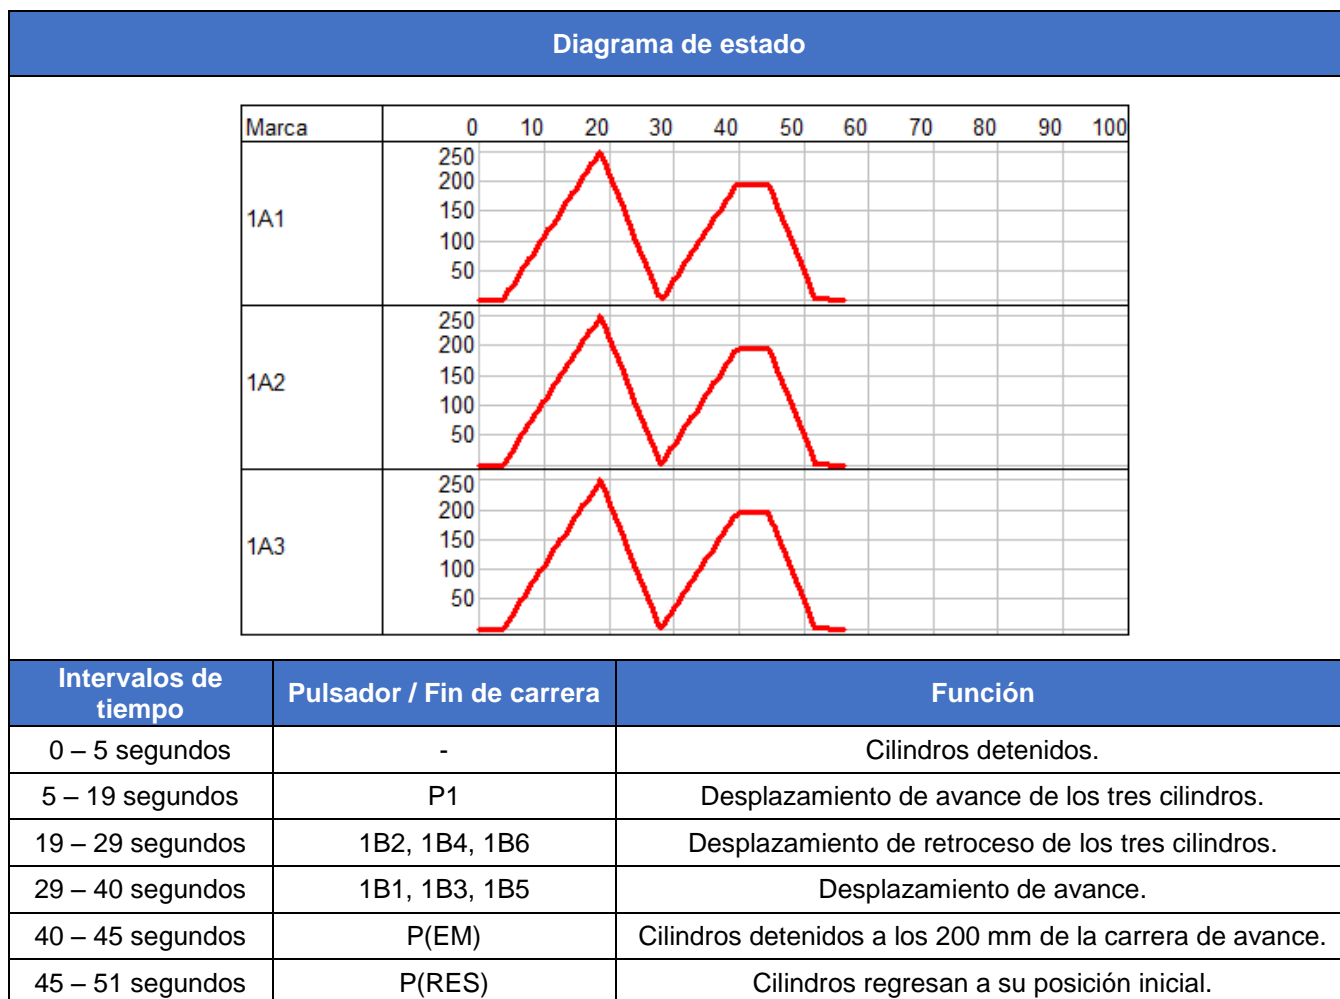 Diagrama de estado
Marca 0 10 20 30 40 50 60 70 80 90 100
1A1
250
200
150
100
50
1A2
250
200
150
100
50
1A3
250
200
150
100
50
Intervalos de tiempo Pulsador / Fin de carrera Función
0 – 5 segundos - Cilindros detenidos.
5 – 19 segundos P1 Desplazamiento de avance de los tres cilindros.
19 – 29 segundos 1B2, 1B4, 1B6 Desplazamiento de retroceso de los tres cilindros.
29 – 40 segundos 1B1, 1B3, 1B5 Desplazamiento de avance.
40 – 45 segundos P(EM) Cilindros detenidos a los 200 mm de la carrera de avance.
45 – 51 segundos P(RES) Cilindros regresan a su posición inicial.